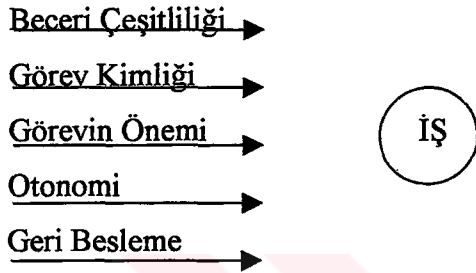 Beceri Çeşitliliği
Görev Kimliği
Görevin Önemi
İŞ
Otonomi
Geri Besleme